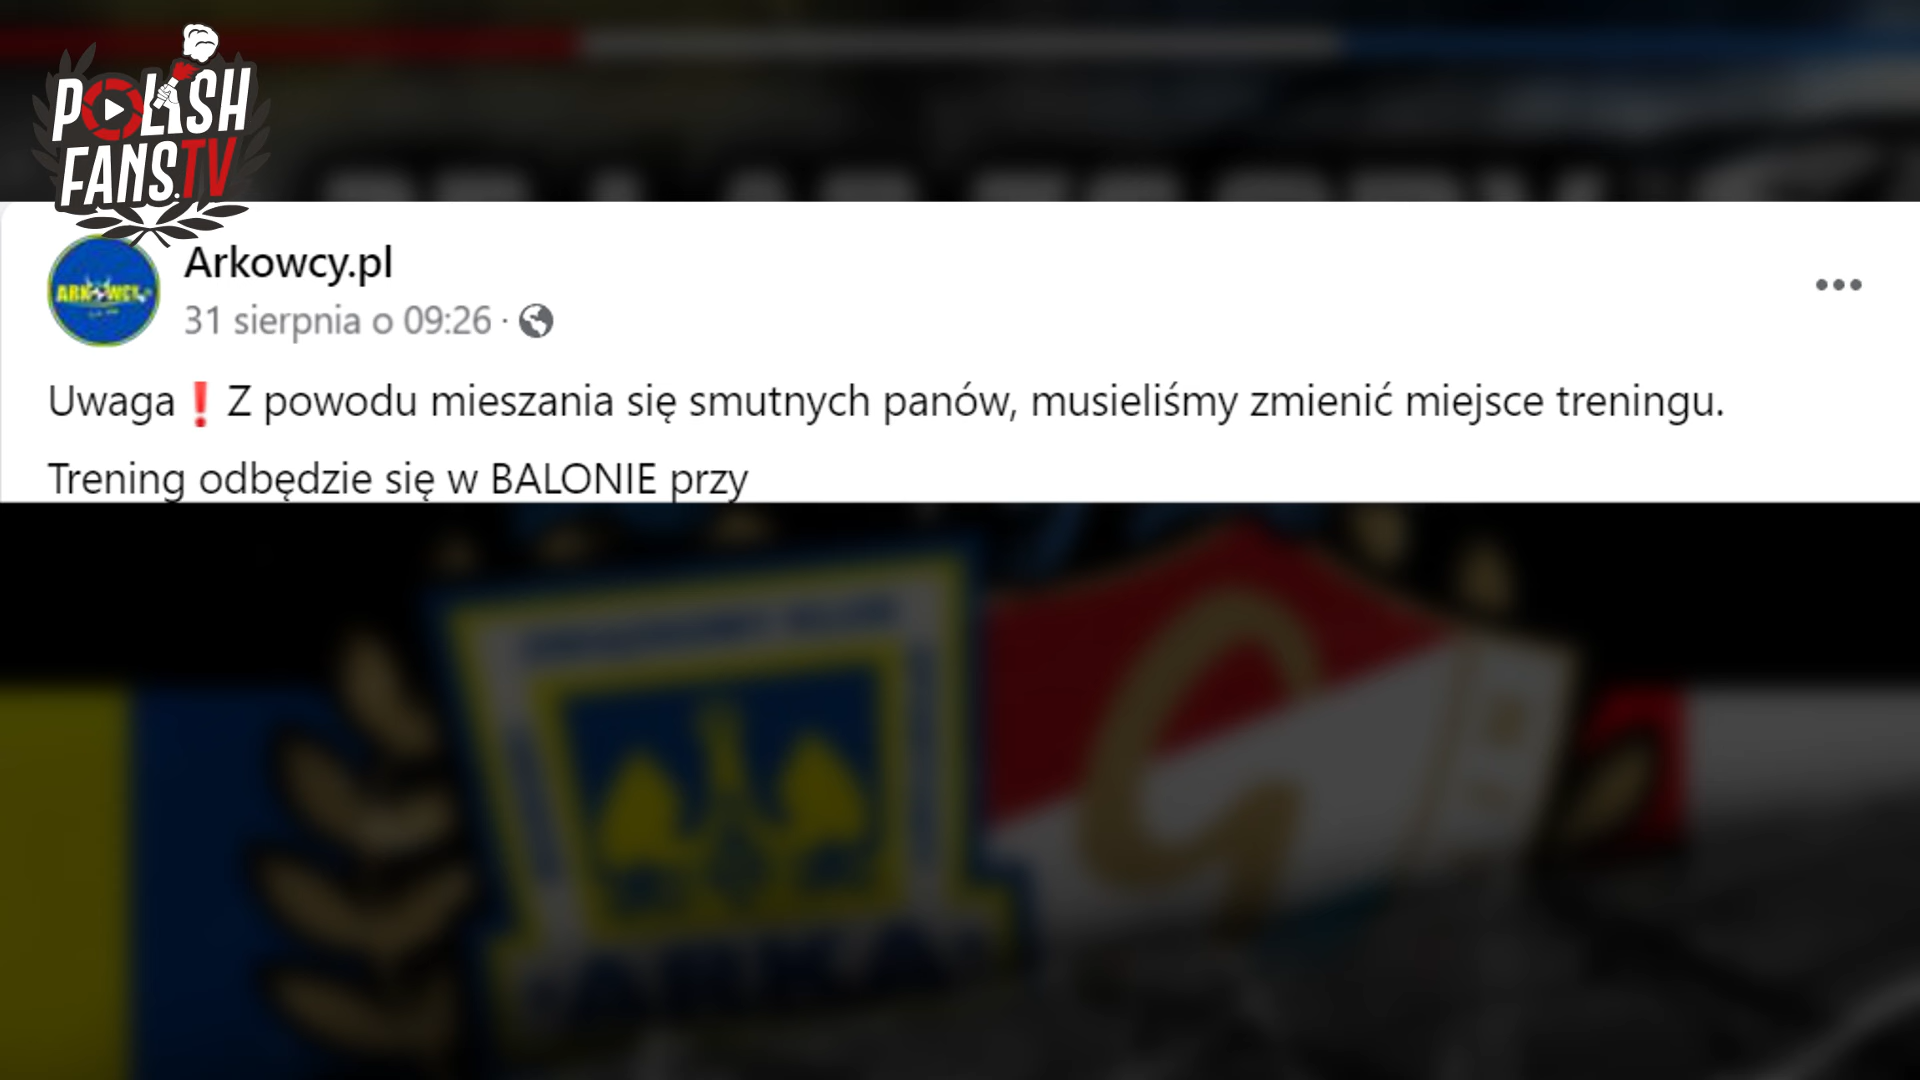 POLISH
FANS.TV
Arkowcy.pl
31 sierpnia o 09:26 ·
Uwaga❗Z powodu mieszania się smutnych panów, musieliśmy zmienić miejsce treningu.
Trening odbędzie się w BALONIE przy
ARKA